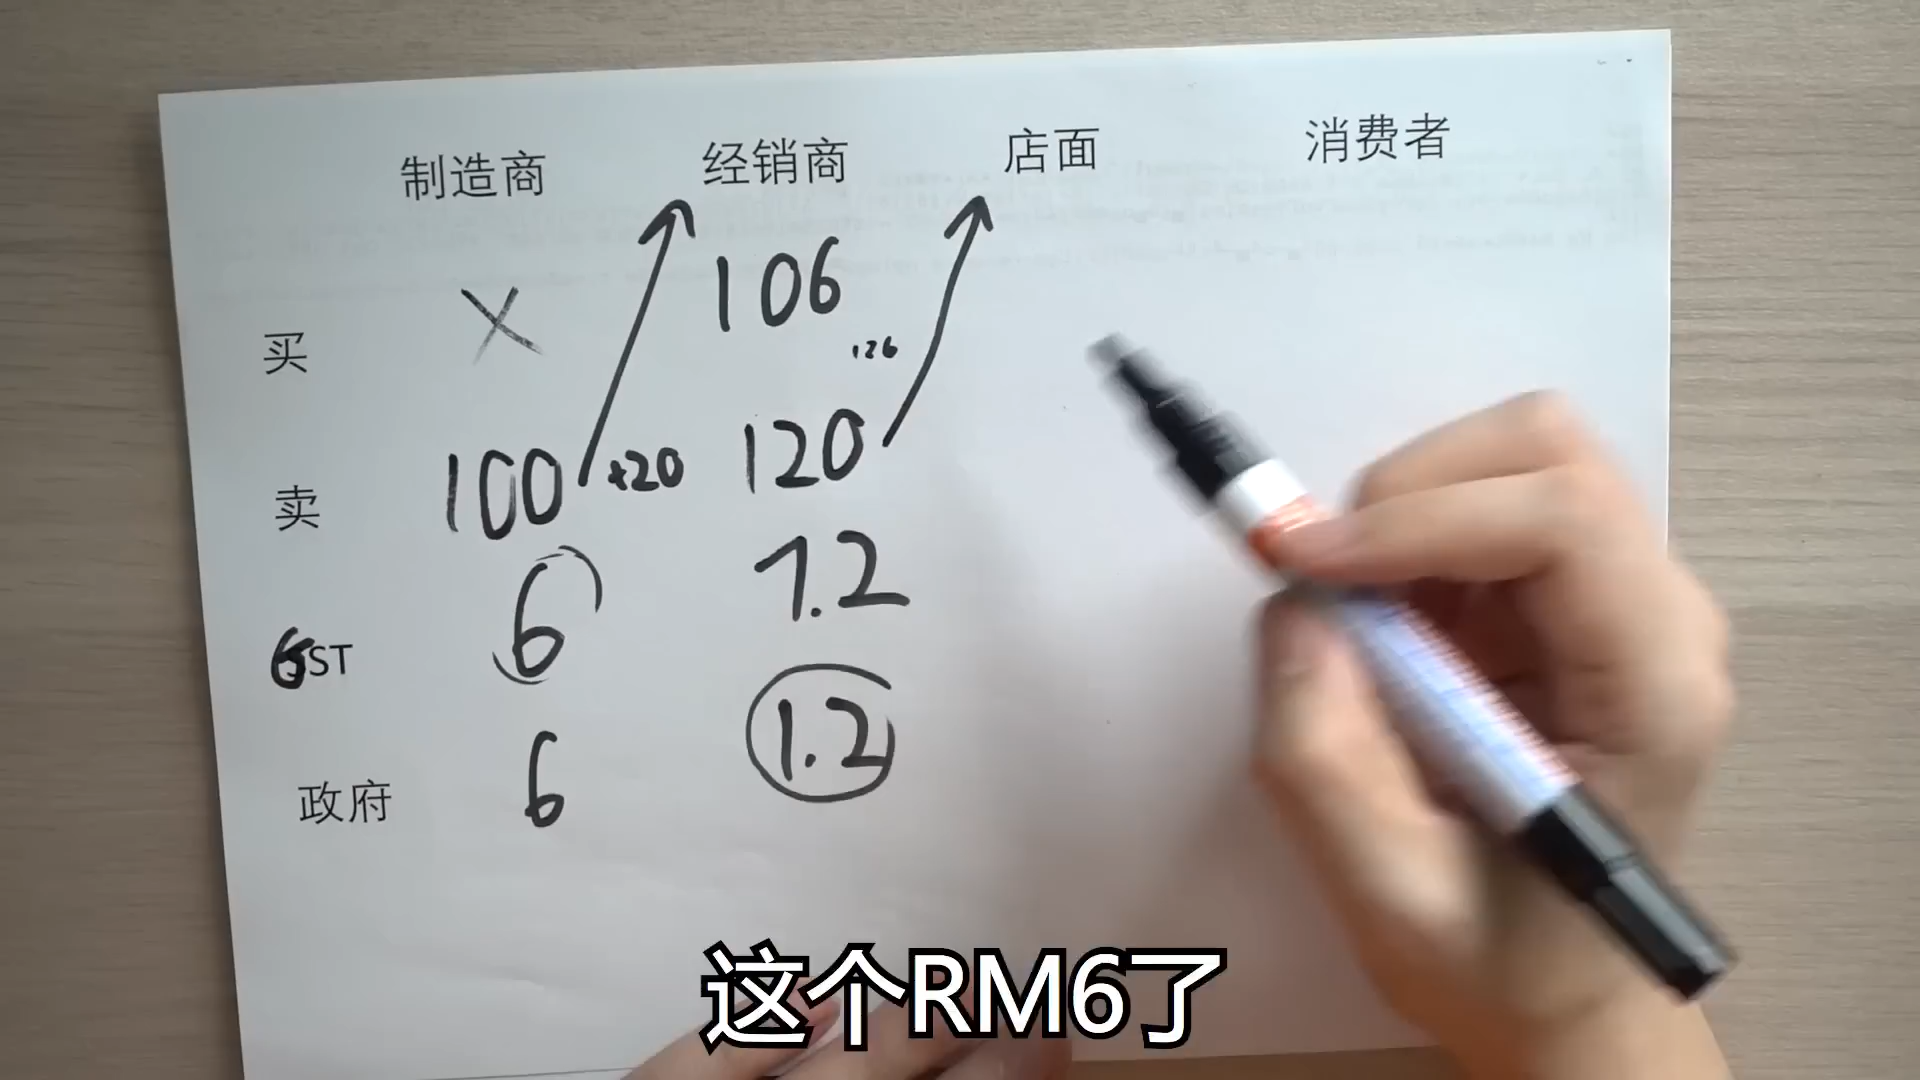 制造商 经销商 店面 消费者
买 X 106
126
卖 100 +20 120
GST 6 7.2
政府 6 1.2
这个RM6了